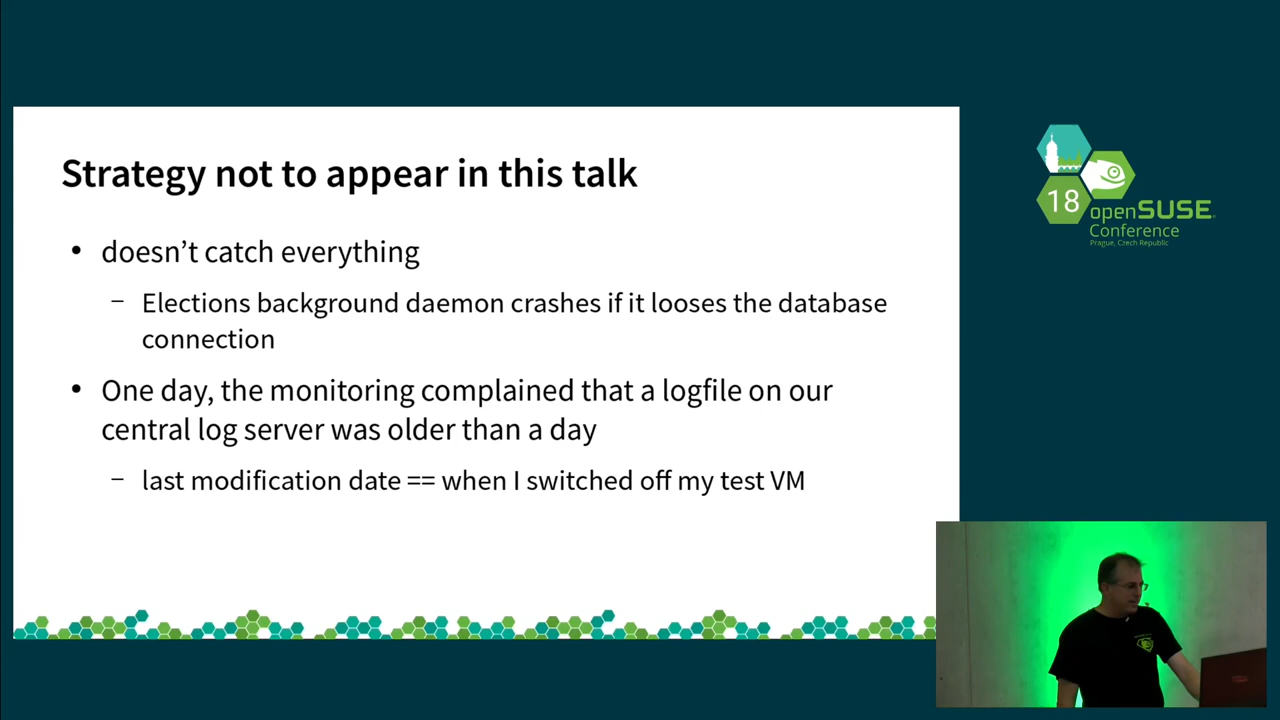 Strategy not to appear in this talk
• doesn’t catch everything
– Elections background daemon crashes if it looses the database
connection
• One day, the monitoring complained that a logfile on our
central log server was older than a day
– last modification date == when I switched off my test VM
18
openSUSE
Conference
Prague, Czech Republic